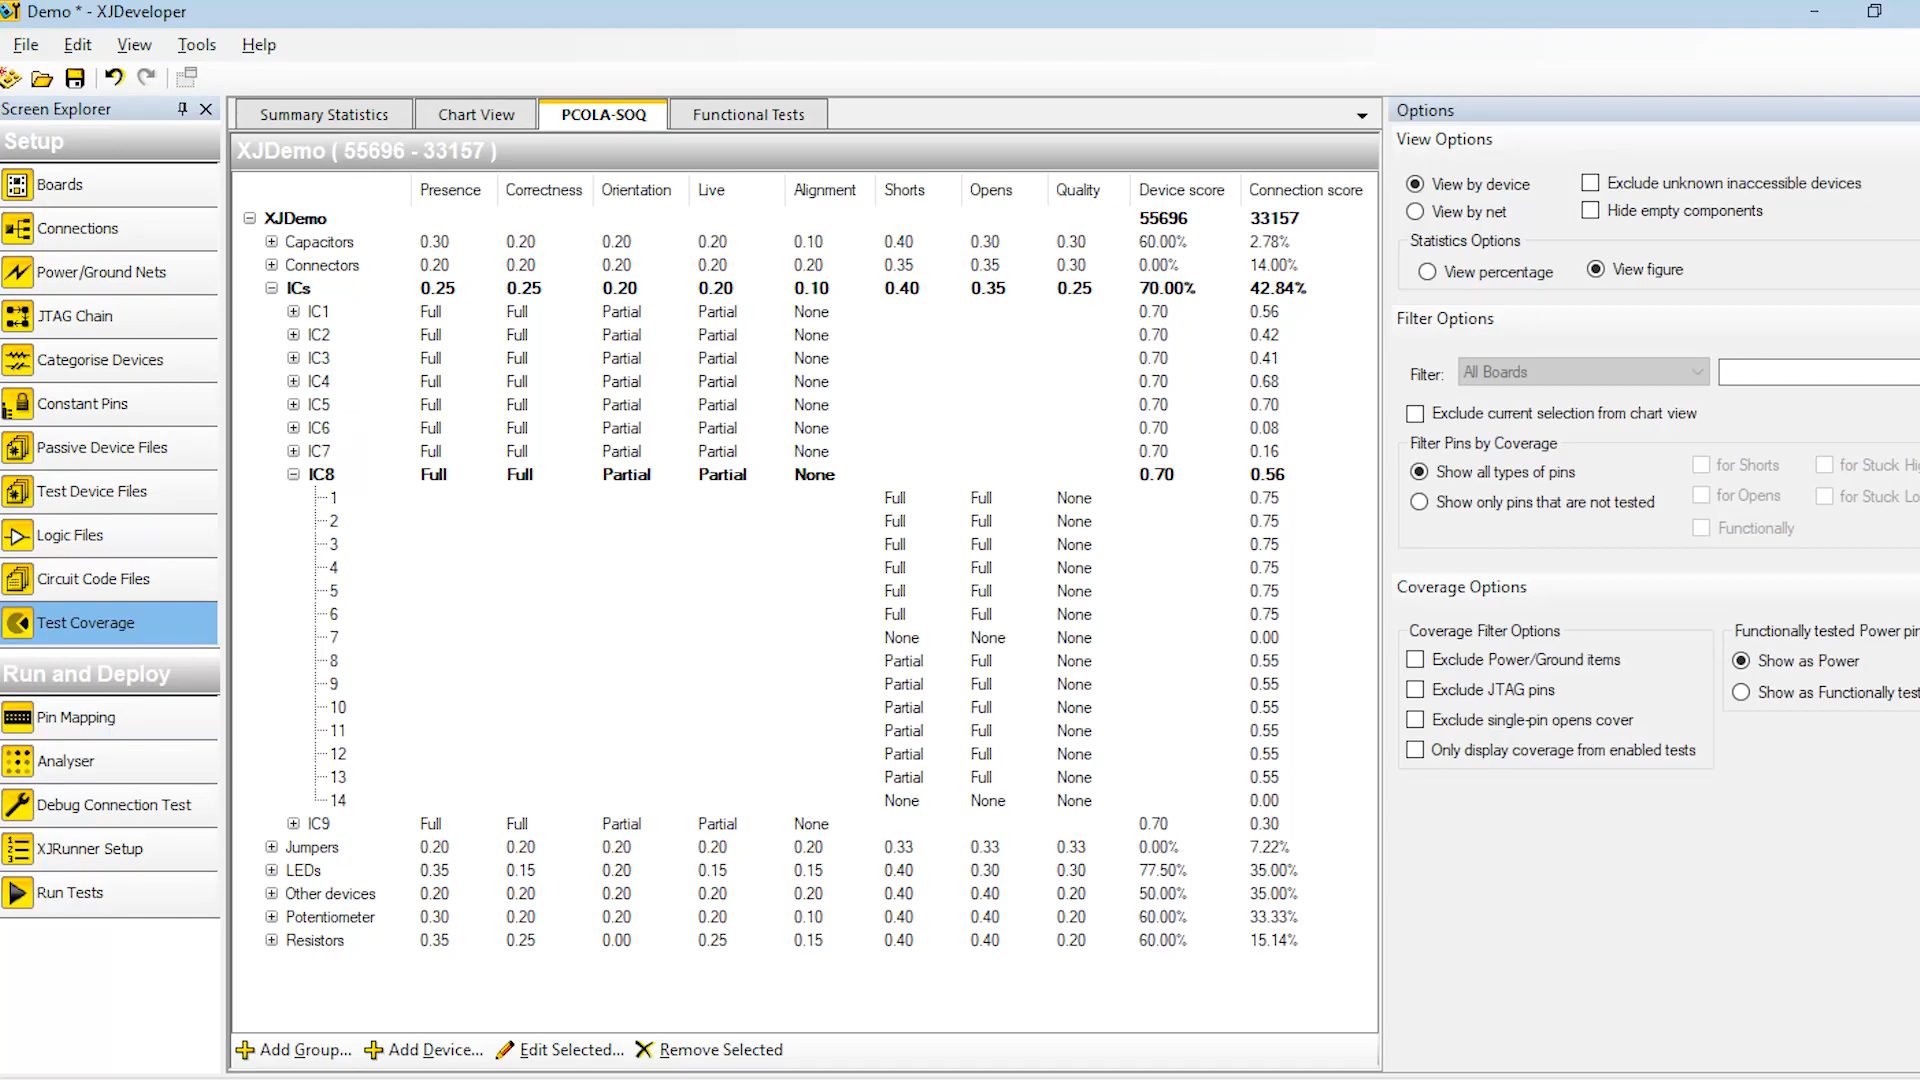 Demo * - XJDeveloper
File Edit View Tools Help
Screen Explorer
Setup
Boards
Connections
Power/Ground Nets
JTAG Chain
Categorise Devices
Constant Pins
Passive Device Files
Test Device Files
Logic Files
Circuit Code Files
Test Coverage
Run and Deploy
Pin Mapping
Analyser
Debug Connection Test
XJRunner Setup
Run Tests
Summary Statistics Chart View PCOLA-SOQ Functional Tests
XJDemo ( 55696 - 33157 )
Presence Correctness Orientation Live Alignment Shorts Opens Quality Device score Connection score
XJDemo 55696 33157
Capacitors 0.30 0.20 0.20 0.20 0.10 0.40 0.30 0.30 60.00% 2.78%
Connectors 0.20 0.20 0.20 0.20 0.20 0.35 0.35 0.30 0.00% 14.00%
ICs 0.25 0.25 0.20 0.20 0.10 0.40 0.35 0.25 70.00% 42.84%
IC1 Full Full Partial Partial None 0.70 0.56
IC2 Full Full Partial Partial None 0.70 0.42
IC3 Full Full Partial Partial None 0.70 0.41
IC4 Full Full Partial Partial None 0.70 0.68
IC5 Full Full Partial Partial None 0.70 0.70
IC6 Full Full Partial Partial None 0.70 0.08
IC7 Full Full Partial Partial None 0.70 0.16
IC8 Full Full Partial Partial None 0.70 0.56
1 Full Full None 0.75
2 Full Full None 0.75
3 Full Full None 0.75
4 Full Full None 0.75
5 Full Full None 0.75
6 Full Full None 0.75
7 None None None 0.00
8 Partial Full None 0.55
9 Partial Full None 0.55
10 Partial Full None 0.55
11 Partial Full None 0.55
12 Partial Full None 0.55
13 Partial Full None 0.55
14 None None None 0.00
IC9 Full Full Partial Partial None 0.70 0.30
Jumpers 0.20 0.20 0.20 0.20 0.20 0.33 0.33 0.33 0.00% 7.22%
LEDs 0.35 0.15 0.20 0.15 0.15 0.40 0.30 0.30 77.50% 35.00%
Other devices 0.20 0.20 0.20 0.20 0.20 0.40 0.40 0.20 50.00% 35.00%
Potentiometer 0.30 0.20 0.20 0.20 0.10 0.40 0.40 0.20 60.00% 33.33%
Resistors 0.35 0.25 0.00 0.25 0.15 0.40 0.40 0.20 60.00% 15.14%
Add Group... Add Device... Edit Selected... Remove Selected
Options
View Options
View by device Exclude unknown inaccessible devices
View by net Hide empty components
Statistics Options
View percentage View figure
Filter Options
Filter: All Boards
Exclude current selection from chart view
Filter Pins by Coverage
Show all types of pins for Shorts for Stuck Hi
Show only pins that are not tested for Opens for Stuck Lo
Functionally
Coverage Options
Coverage Filter Options Functionally tested Power pin
Exclude Power/Ground items Show as Power
Exclude JTAG pins Show as Functionally test
Exclude single-pin opens cover
Only display coverage from enabled tests